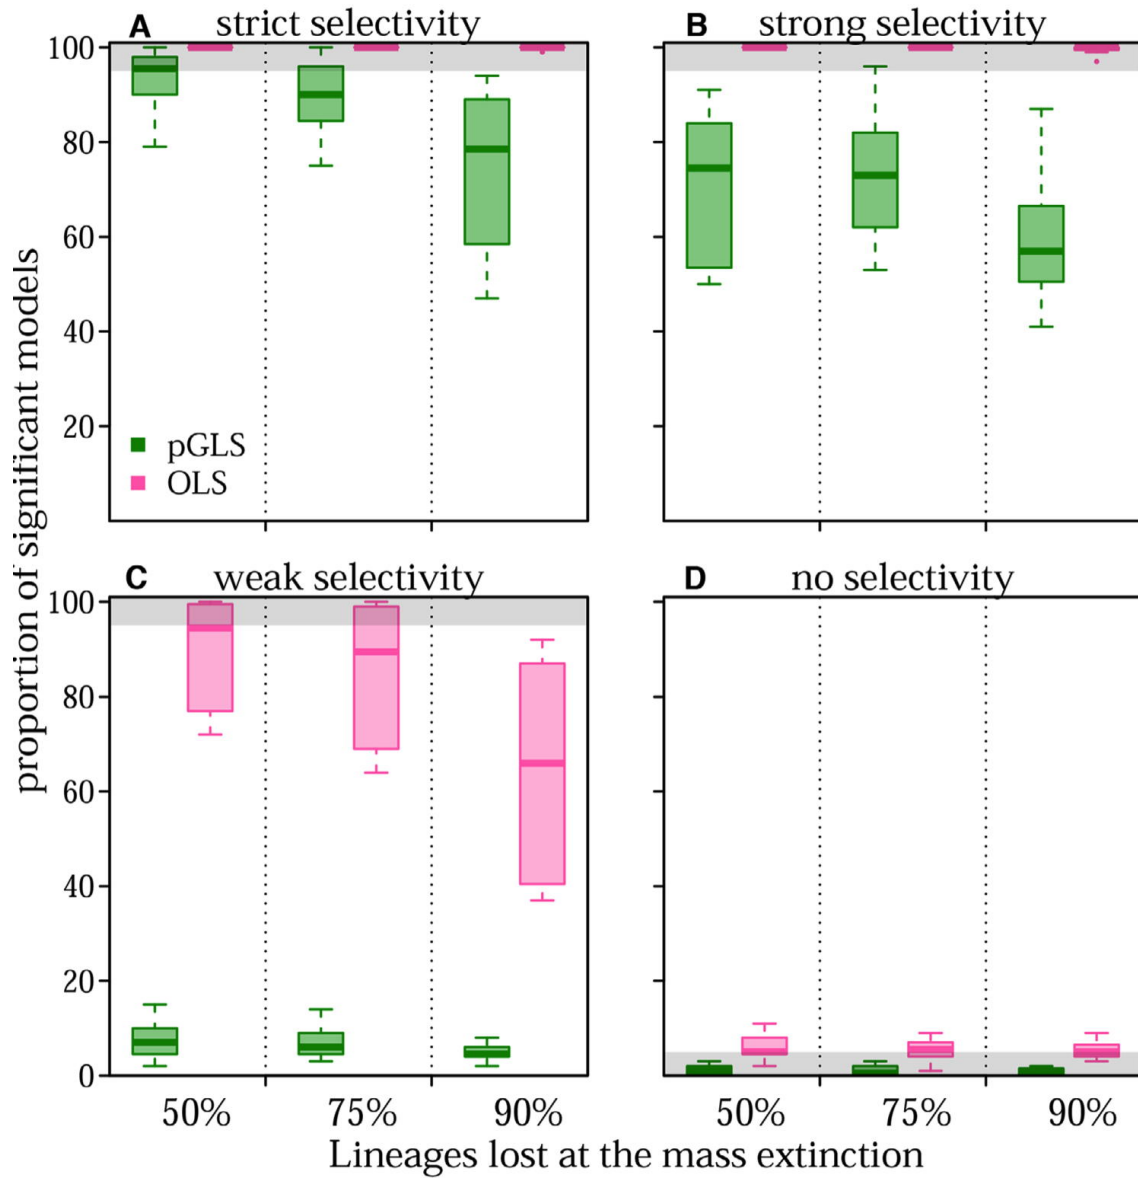 A strict selectivity
B strong selectivity
100
80
60
40
20
pGLS
OLS
proportion of significant models
C weak selectivity
D no selectivity
100
80
60
40
20
0
50% 75% 90%
50% 75% 90%
Lineages lost at the mass extinction